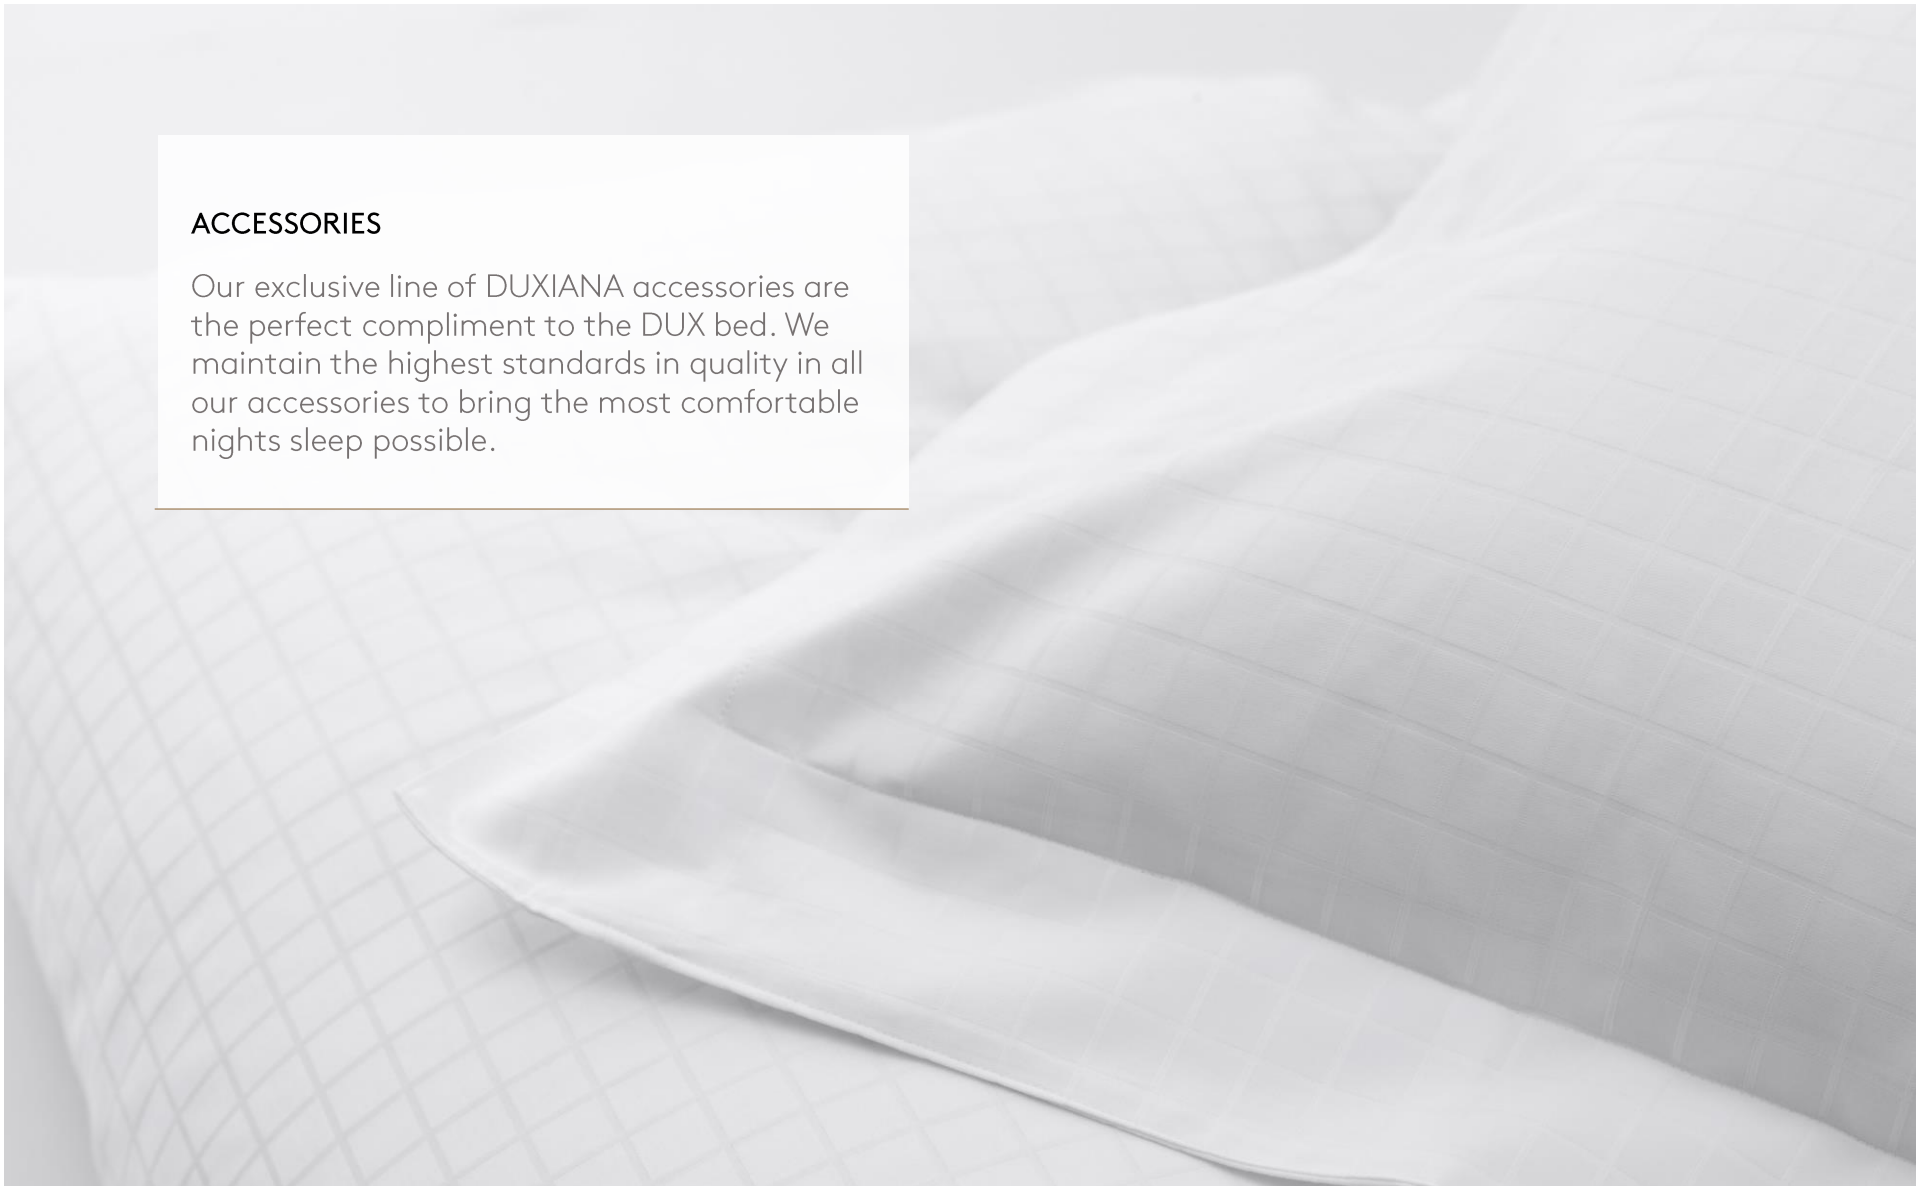 ACCESSORIES
Our exclusive line of DUXIANA accessories are
the perfect compliment to the DUX bed. We
maintain the highest standards in quality in all
our accessories to bring the most comfortable
nights sleep possible.